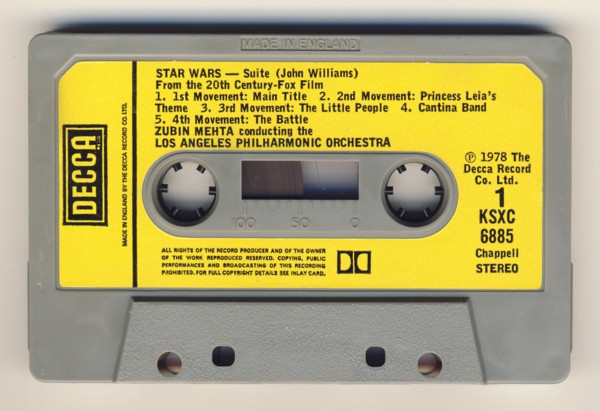 MADE IN ENGLAND
STAR WARS — Suite (John Williams)
From the 20th Century-Fox Film
1. 1st Movement: Main Title 2. 2nd Movement: Princess Leia's
Theme 3. 3rd Movement: The Little People 4. Cantina Band
5. 4th Movement: The Battle
ZUBIN MEHTA conducting the
LOS ANGELES PHILHARMONIC ORCHESTRA
DECCA
MADE IN ENGLAND BY THE DECCA RECORD CO. LTD.
℗ 1978 The
Decca Record
Co. Ltd.
1
KSXC
6885
Chappell
STEREO
100 50 0
ALL RIGHTS OF THE RECORD PRODUCER AND OF THE OWNER
OF THE WORK REPRODUCED RESERVED. COPYING, PUBLIC
PERFORMANCES AND BROADCASTING OF THIS RECORDING
PROHIBITED. FOR FULL COPYRIGHT DETAILS SEE INLAY CARD.